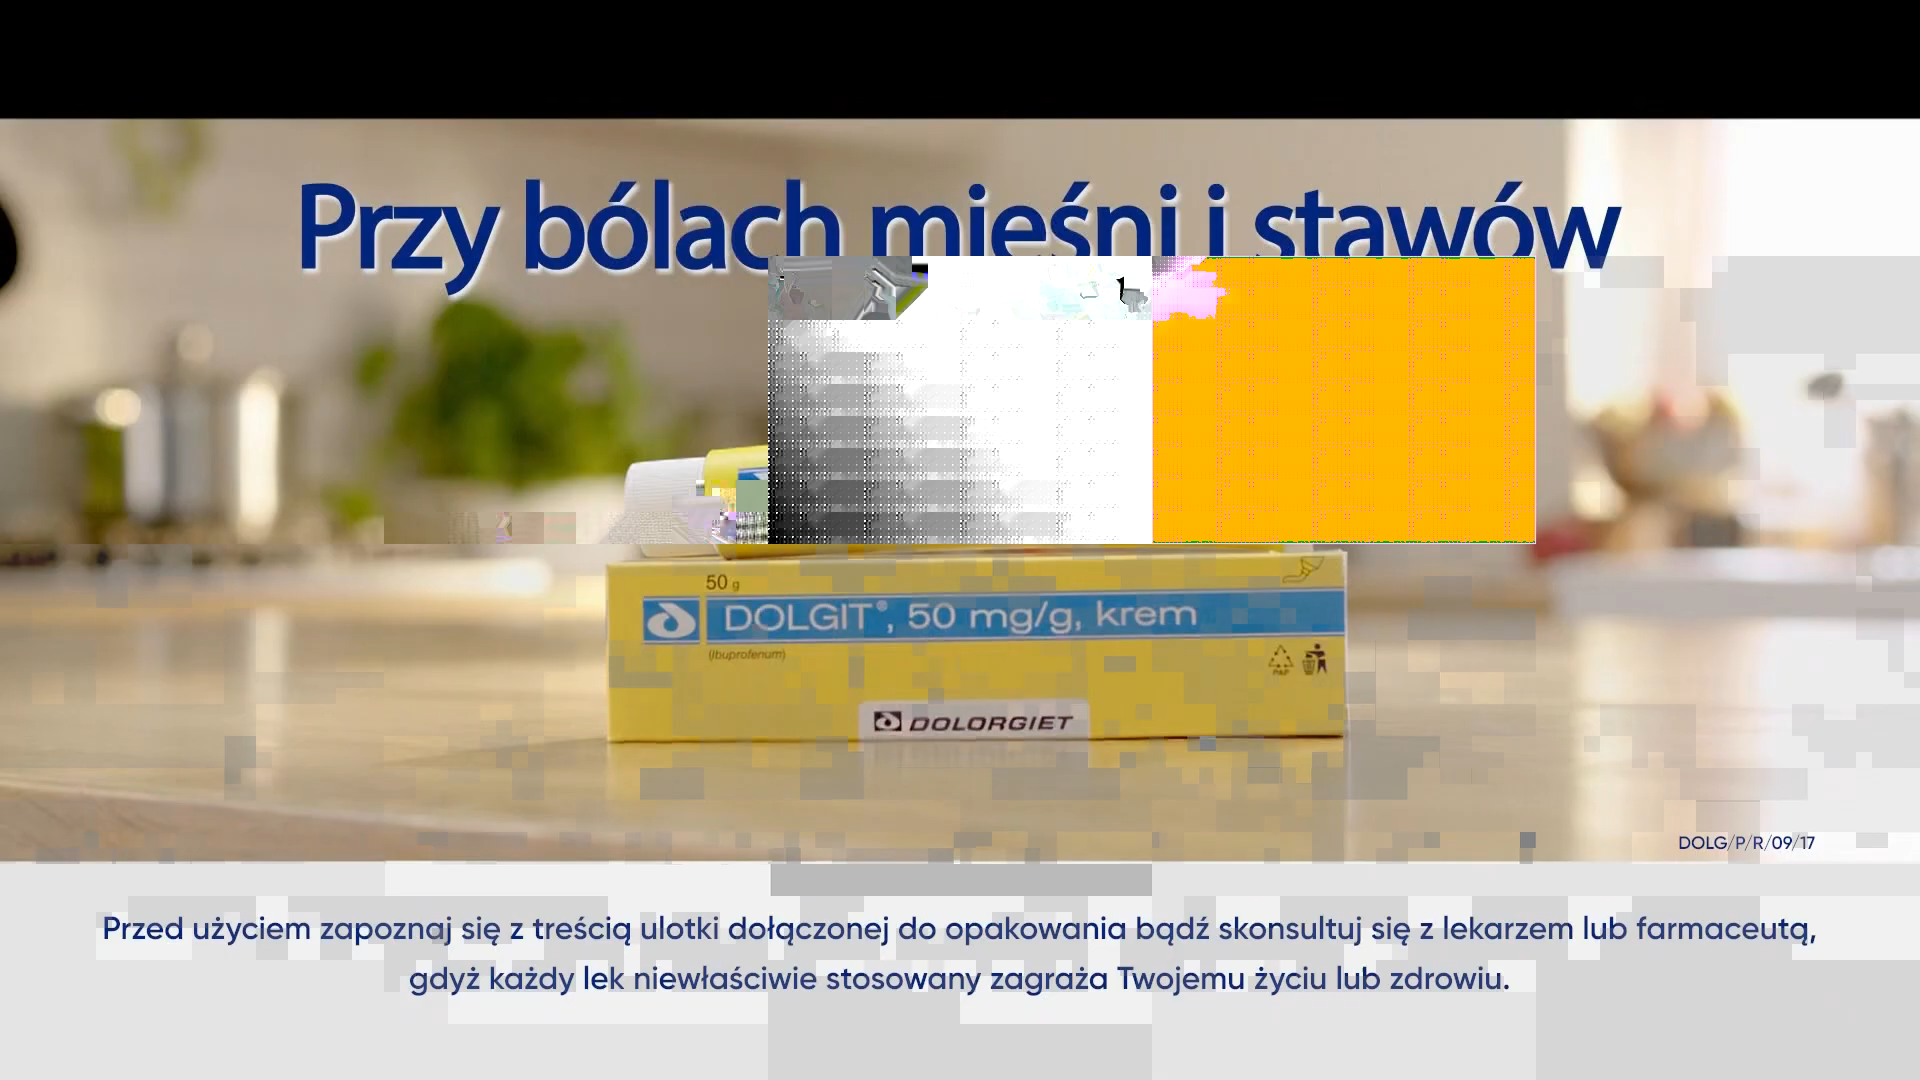 Przy bólach mięśni i stawów
50 g
DOLGIT®, 50 mg/g, krem
(Ibuprofenum)
PAP
DOLORGIET
DOLG/P/R/09/17
Przed użyciem zapoznaj się z treścią ulotki dołączonej do opakowania bądź skonsultuj się z lekarzem lub farmaceutą,
gdyż każdy lek niewłaściwie stosowany zagraża Twojemu życiu lub zdrowiu.